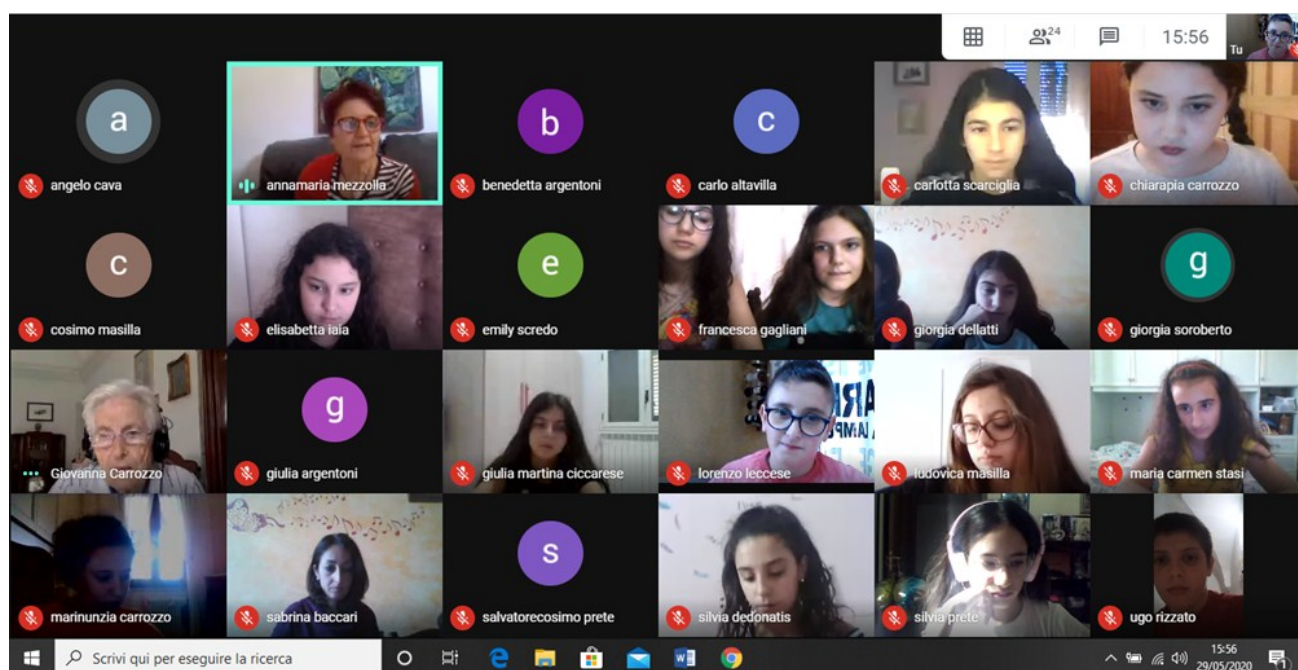 24
15:56
Tu
a
b
c
angelo cava
annamaria mezzolla
benedetta argentoni
carlo altavilla
carlotta scarciglia
chiarapia carrozzo
c
e
g
cosimo masilla
elisabetta iaia
emily scredo
francesca gagliani
giorgia dellatti
giorgia soroberto
g
Giovanna Carrozzo
giulia argentoni
giulia martina ciccarese
lorenzo leccese
ludovica masilla
maria carmen stasi
s
marinunzia carrozzo
sabrina baccari
salvatorecosimo prete
silvia dedonatis
silvia prete
ugo rizzato
Scrivi qui per eseguire la ricerca
15:56
29/05/2020